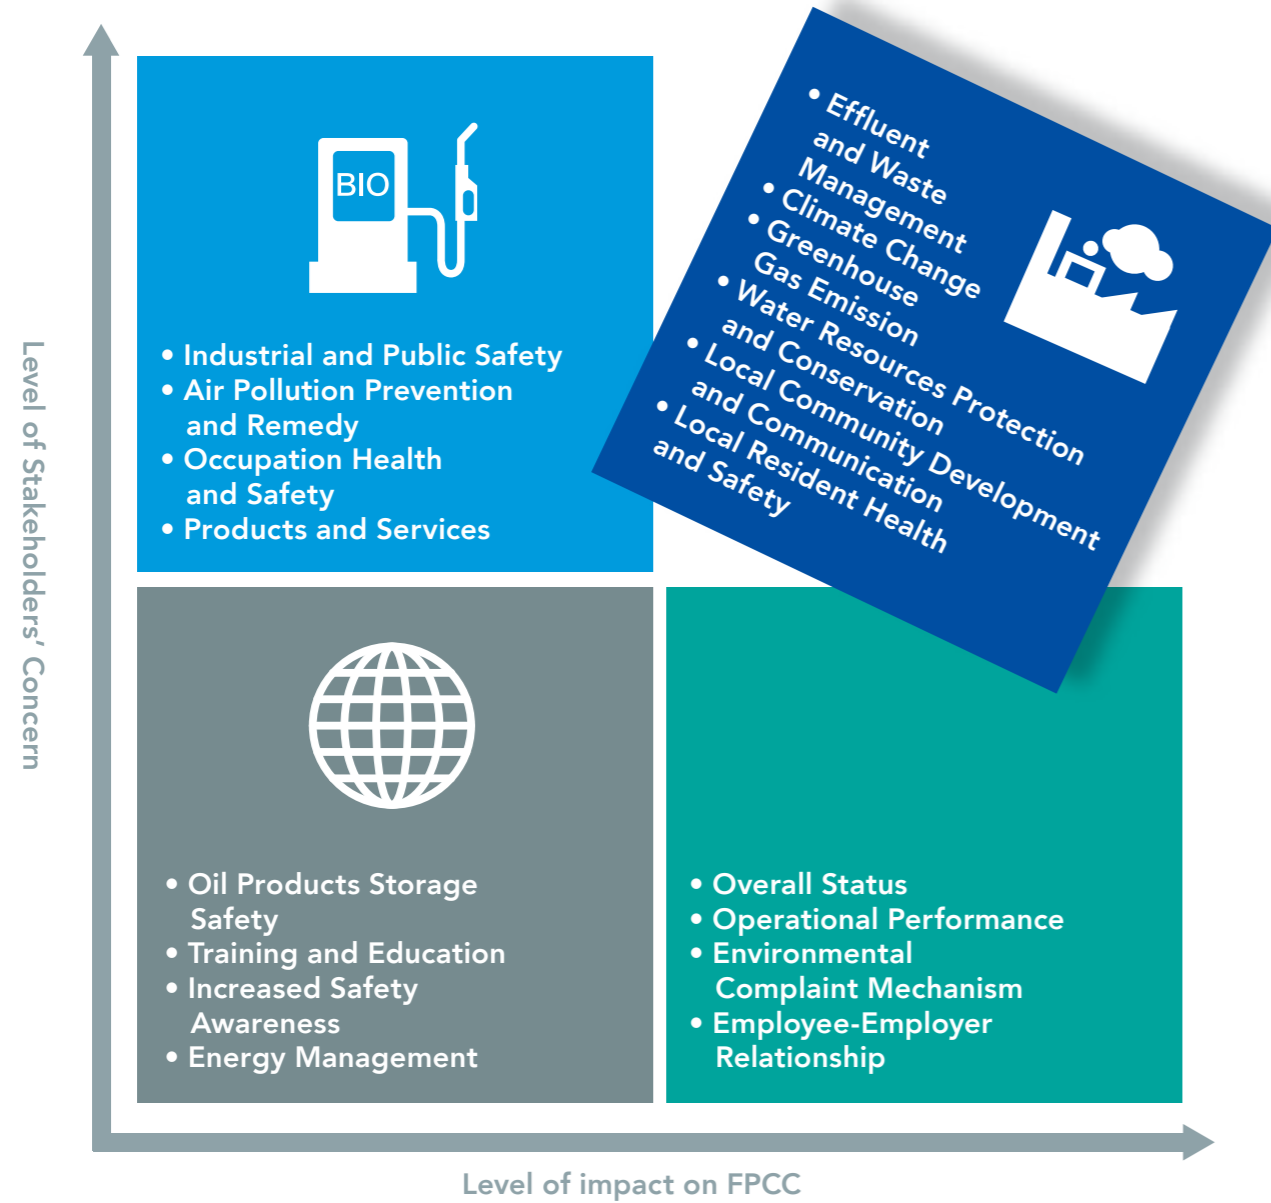 Level of Stakeholders' Concern
BIO
• Industrial and Public Safety
• Air Pollution Prevention
and Remedy
• Occupation Health
and Safety
• Products and Services
• Effluent
and Waste
Management
• Climate Change
• Greenhouse
Gas Emission
• Water Resources Protection
and Conservation
• Local Community Development
and Communication
• Local Resident Health
and Safety
• Oil Products Storage
Safety
• Training and Education
• Increased Safety
Awareness
• Energy Management
• Overall Status
• Operational Performance
• Environmental
Complaint Mechanism
• Employee-Employer
Relationship
Level of impact on FPCC